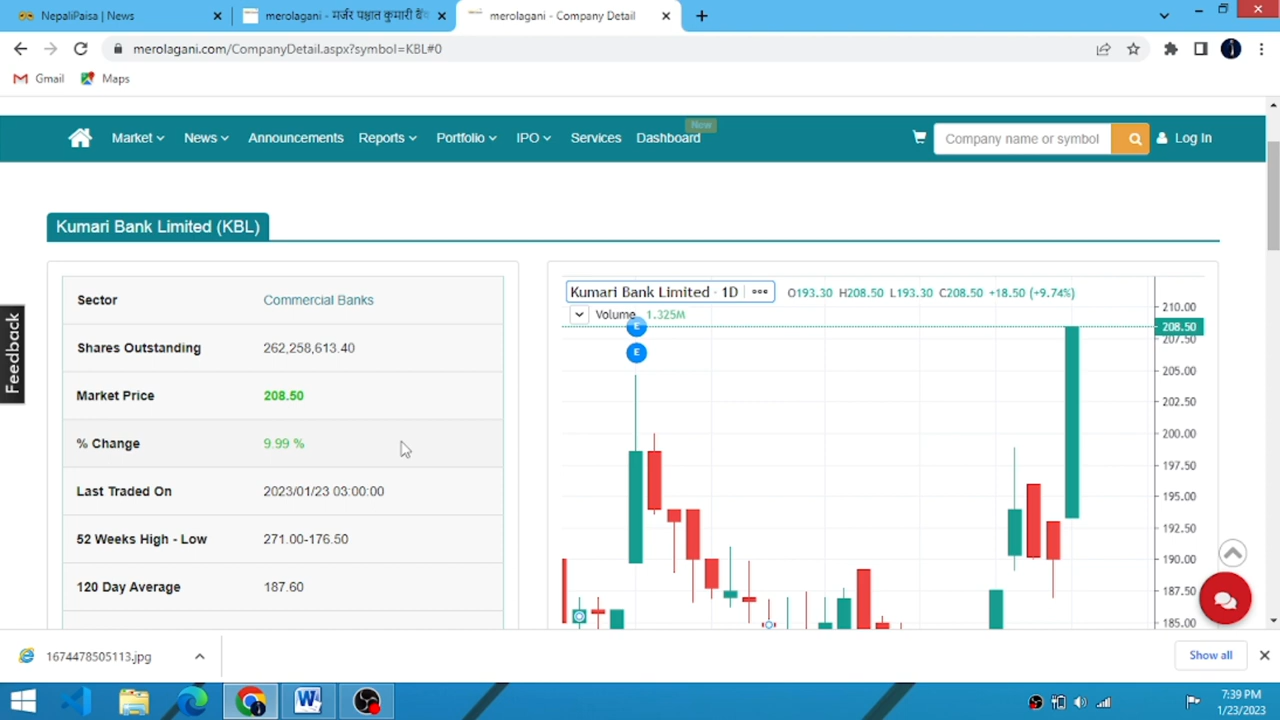 NepaliPaisa | News
merolagani - मर्जर पश्चात कुमारी बैंक
merolagani - Company Detail
merolagani.com/CompanyDetail.aspx?symbol=KBL#0
Gmail
Maps
Market
News
Announcements
Reports
Portfolio
IPO
Services
Dashboard
New
Company name or symbol
Log In
Kumari Bank Limited (KBL)
Feedback
Sector Commercial Banks
Shares Outstanding 262,258,613.40
Market Price 208.50
% Change 9.99 %
Last Traded On 2023/01/23 03:00:00
52 Weeks High - Low 271.00-176.50
120 Day Average 187.60
Kumari Bank Limited · 1D ••• O193.30 H208.50 L193.30 C208.50 +18.50 (+9.74%)
Volume 1.325M
E
E
210.00
208.50
207.50
205.00
202.50
200.00
197.50
195.00
192.50
190.00
187.50
185.00
1674478505113.jpg
Show all
7:39 PM
1/23/2023